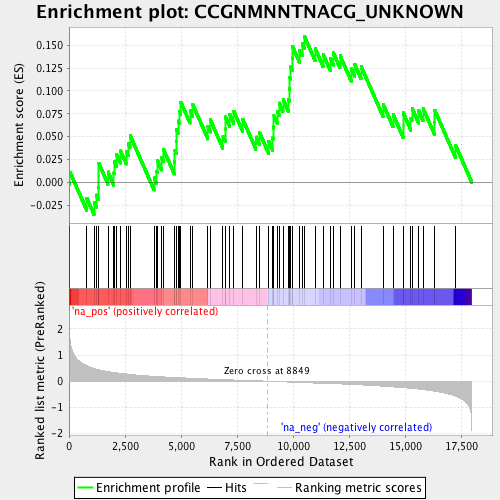 Enrichment plot: CCGNMNNTNACG_UNKNOWN
Enrichment score (ES)
0.150
0.125
0.100
0.075
0.050
0.025
0.000
-0.025
'na_pos' (positively correlated)
Ranked list metric (PreRanked)
2
1
0
-1
-2
Zero cross at 8849
'na_neg' (negatively correlated)
0
2,500
5,000
7,500
10,000
12,500
15,000
17,500
Rank in Ordered Dataset
Enrichment profile
Hits
Ranking metric scores